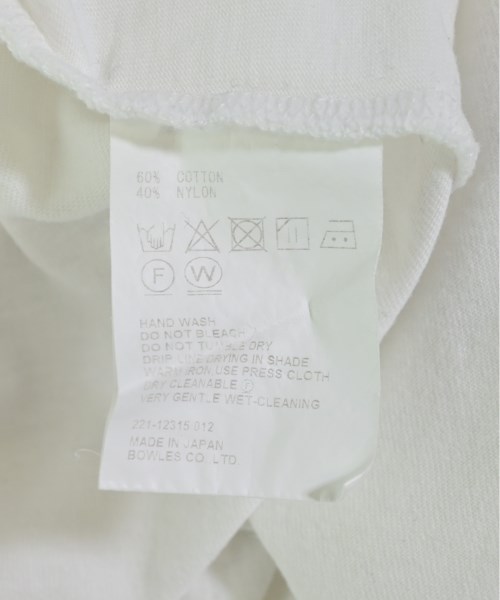 60% COTTON
40% NYLON
F W
HAND WASH
DO NOT BLEACH
DO NOT TUMBLE DRY
DRIP LINE DRYING IN SHADE
WARM IRON, USE PRESS CLOTH
DRY CLEANABLE Ⓕ
VERY GENTLE WET-CLEANING
221-12315 012
MADE IN JAPAN
BOWLES CO. LTD.